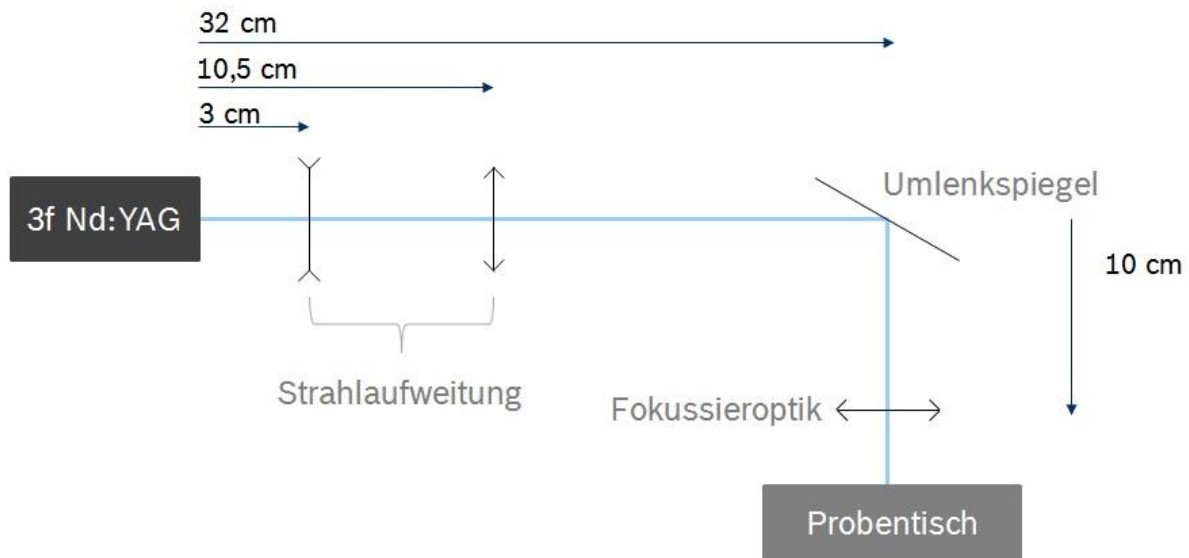 32 cm
10,5 cm
3 cm
3f Nd:YAG
Umlenkspiegel
10 cm
Strahlaufweitung
Fokussieroptik
Probentisch